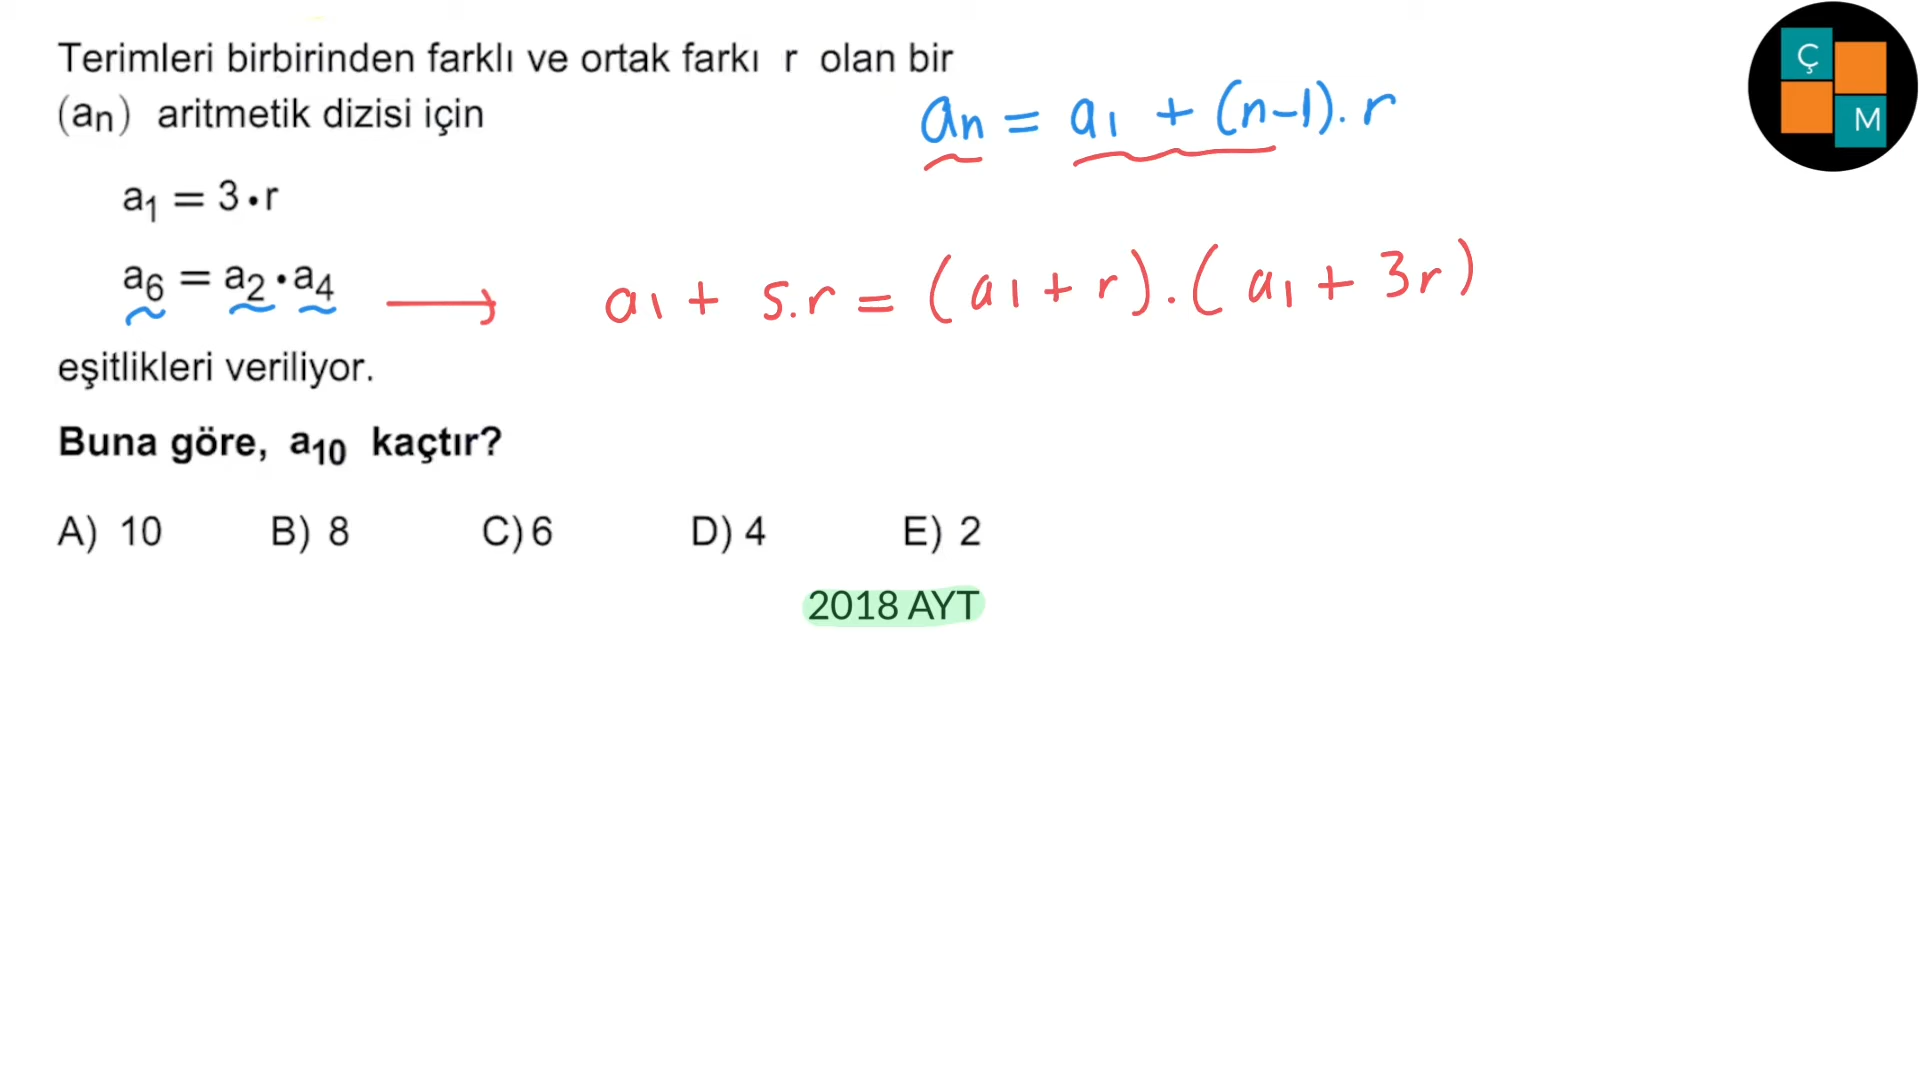 Terimleri birbirinden farklı ve ortak farkı r olan bir
(aₙ) aritmetik dizisi için
an = a1 + (n-1).r
a₁ = 3•r
a₆ = a₂•a₄ → a1 + 5.r = (a1 + r).(a1 + 3r)
eşitlikleri veriliyor.
Buna göre, a₁₀ kaçtır?
A) 10 B) 8 C) 6 D) 4 E) 2
2018 AYT
Ç
M